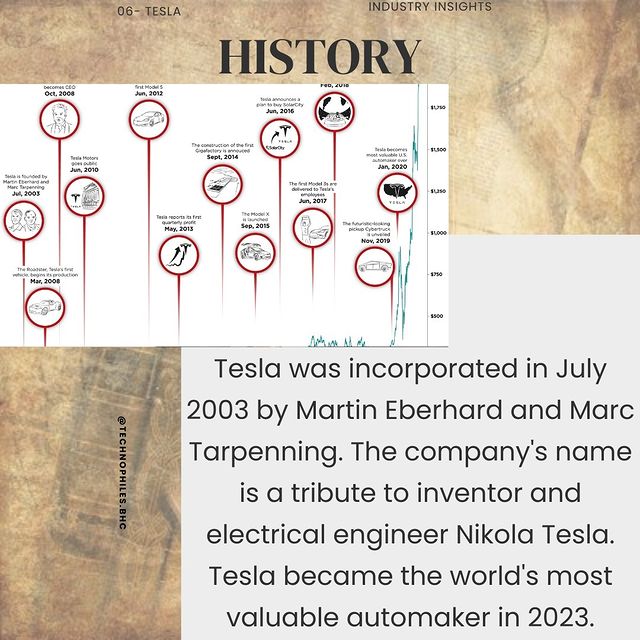 06- TESLA
INDUSTRY INSIGHTS
HISTORY
becomes CEO
Oct, 2008
first Model S
Jun, 2012
Tesla announces a
plan to buy SolarCity
Jun, 2016
Feb, 2018
$1,750
The construction of the first
Gigafactory is annouced
Sept, 2014
SolarCity
TESLA
Tesla becomes
most valuable U.S.
automaker over
Jan, 2020
$1,500
Tesla Motors
goes public
Jun, 2010
TESLA
Tesla is founded by
Martin Eberhard and
Marc Tarpenning
Jul, 2003
The first Model 3s are
delivered to Tesla's
employees
Jun, 2017
TESLA
$1,250
Tesla reports its first
quarterly profit
May, 2013
The Model X
is launched
Sep, 2015
The futuristic-looking
pickup Cybertruck
is unveiled
Nov, 2019
$1,000
The Roadster, Tesla's first
vehicle, begins its production
Mar, 2008
$750
$500
Tesla was incorporated in July
2003 by Martin Eberhard and Marc
Tarpenning. The company's name
is a tribute to inventor and
electrical engineer Nikola Tesla.
Tesla became the world's most
valuable automaker in 2023.
@TECHNOPHILES.BHC